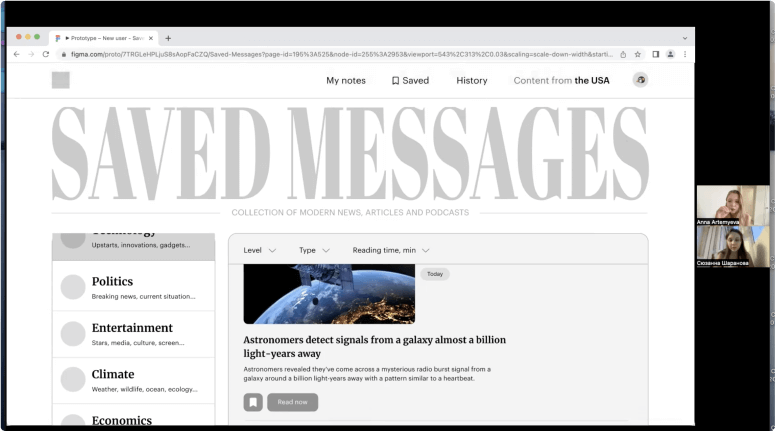 Prototype – New user – Save
figma.com/proto/7TRGLeHPLjuS8sAopFaCZQ/Saved-Messages?page-id=195%3A525&node-id=255%3A2953&viewport=543%2C313%2C0.03&scaling=scale-down-width&starti...
My notes
Saved
History
Content from the USA
SAVED MESSAGES
COLLECTION OF MODERN NEWS, ARTICLES AND PODCASTS
Technology
Upstarts, innovations, gadgets...
Politics
Breaking news, current situation...
Entertainment
Stars, media, culture, screen...
Climate
Weather, wildlife, ocean, ecology...
Economics
Level
Type
Reading time, min
Today
Astronomers detect signals from a galaxy almost a billion
light-years away
Astronomers revealed they've come across a mysterious radio burst signal from a
galaxy around a billion light-years away with a pattern similar to a heartbeat.
Read now
Anna Artemyeva
Сюзанна Шаранова